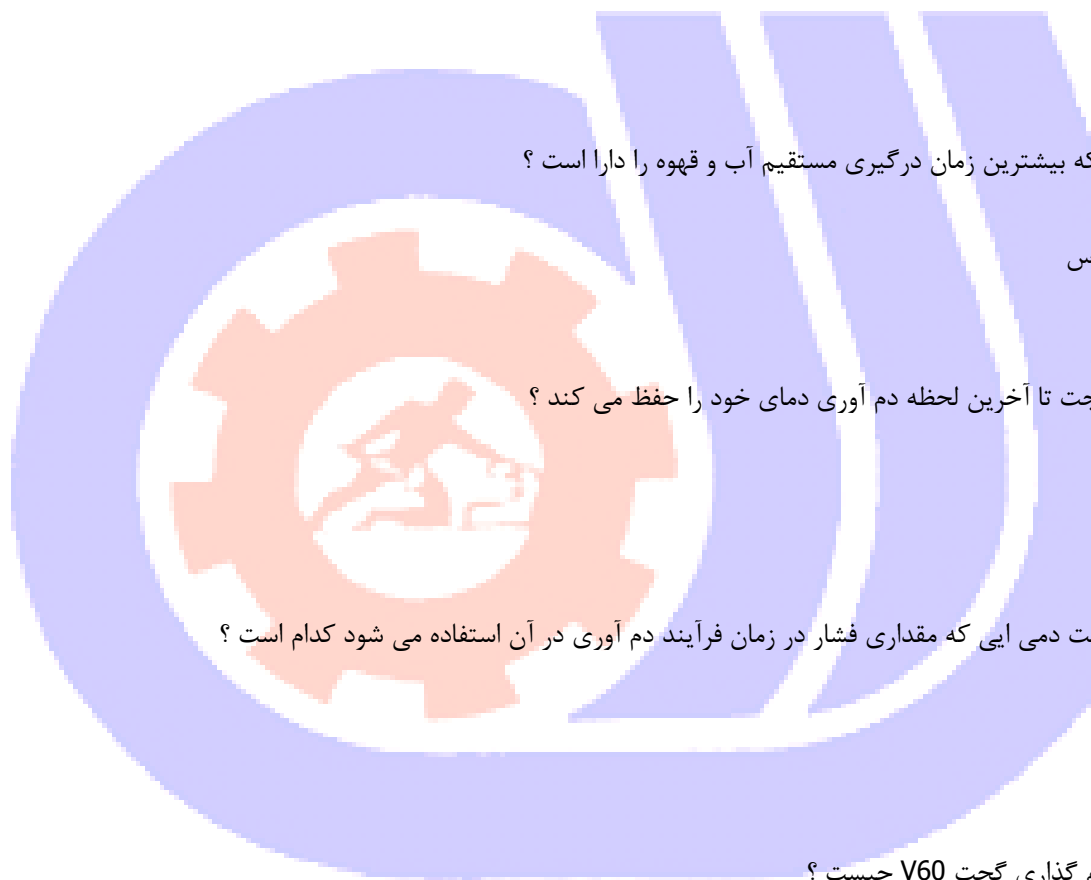 که بیشترین زمان درگیری مستقیم آب و قهوه را دارا است ؟
س
جت تا آخرین لحظه دم آوری دمای خود را حفظ می کند ؟
ت دمی ایی که مقداری فشار در زمان فرآیند دم آوری در آن استفاده می شود کدام است ؟
گذاری گجت V60 چیست ؟